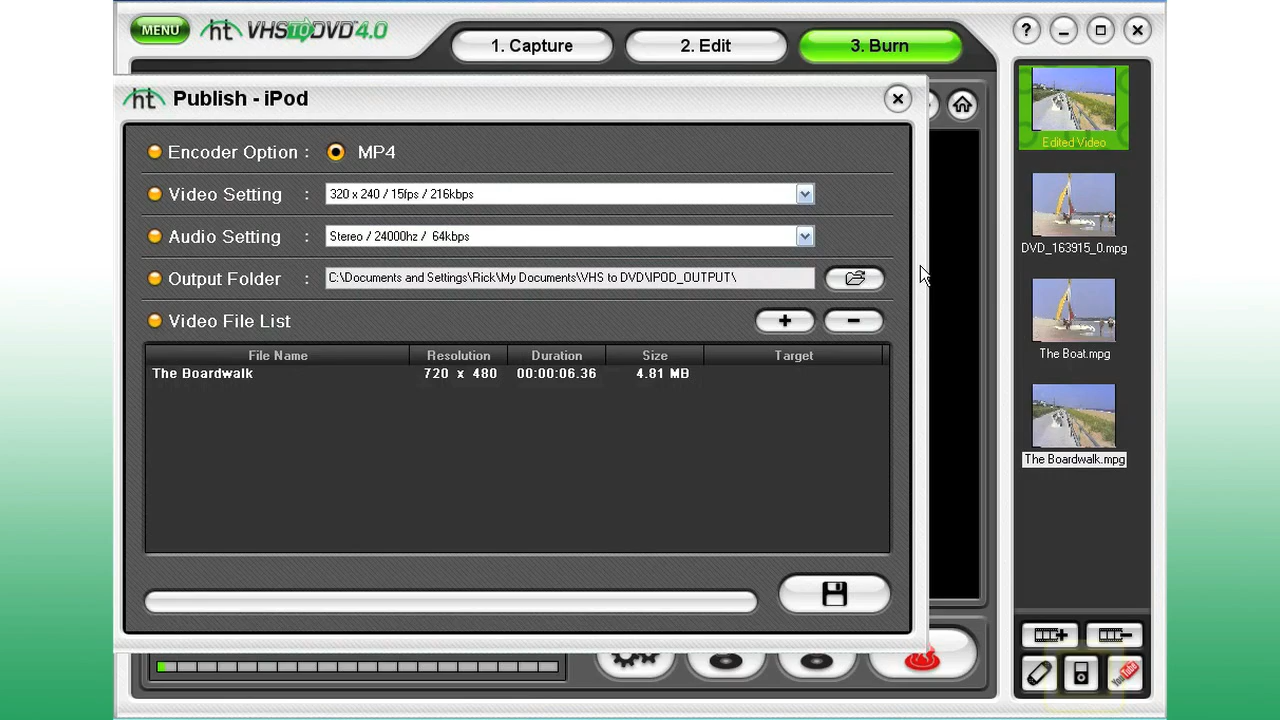 MENU
ht VHSTODVD 4.0
1. Capture
2. Edit
3. Burn
?
ht Publish - iPod
Encoder Option : MP4
Video Setting : 320 x 240 / 15fps / 216kbps
Audio Setting : Stereo / 24000hz / 64kbps
Output Folder : C:\Documents and Settings\Rick\My Documents\VHS to DVD\IPOD_OUTPUT\
Video File List
File Name Resolution Duration Size Target
The Boardwalk 720 x 480 00:00:06.36 4.81 MB
Edited Video
DVD_163915_0.mpg
The Boat.mpg
The Boardwalk.mpg
YouTube